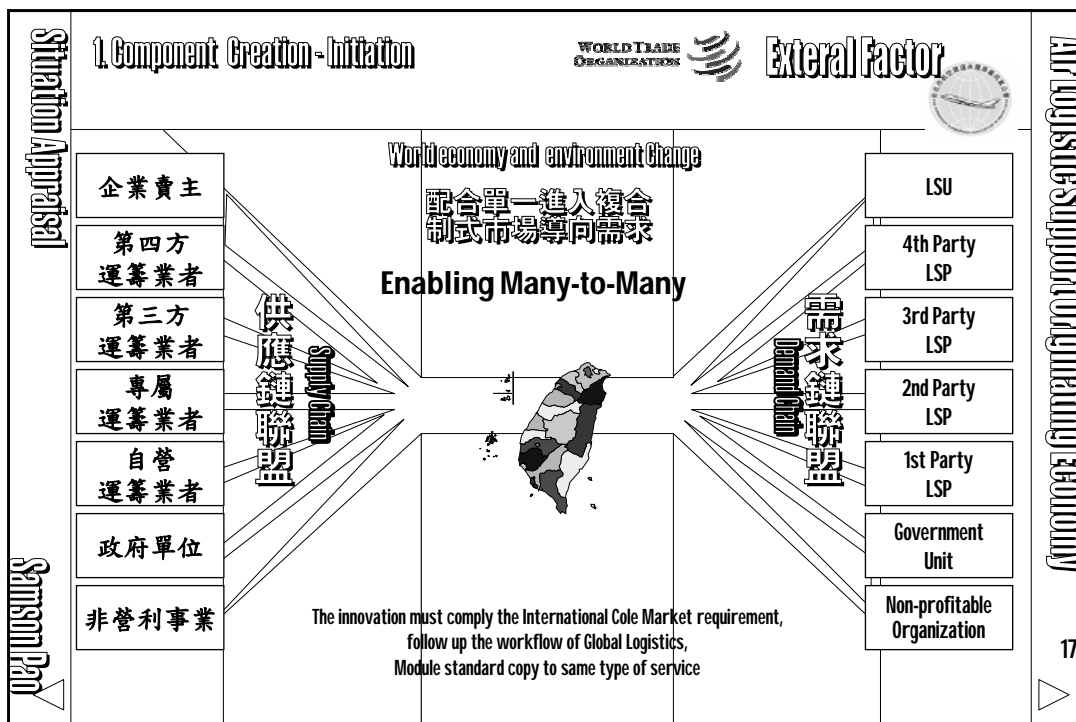 1. Component Creation - Initiation
WORLD TRADE
ORGANIZATION
Exteral Factor
Situation Appraisal
Samson Pao
World economy and environment Change
配合單一進入複合
制式市場導向需求
Enabling Many-to-Many
企業賣主
第四方
運籌業者
第三方
運籌業者
專屬
運籌業者
自營
運籌業者
政府單位
非營利事業
供應鏈聯盟
Supply Chain
需求鏈聯盟
Demand Chain
LSU
4th Party
LSP
3rd Party
LSP
2nd Party
LSP
1st Party
LSP
Government
Unit
Non-profitable
Organization
The innovation must comply the International Cole Market requirement,
follow up the workflow of Global Logistics,
Module standard copy to same type of service
Air Logistic Support Originating Economy
17